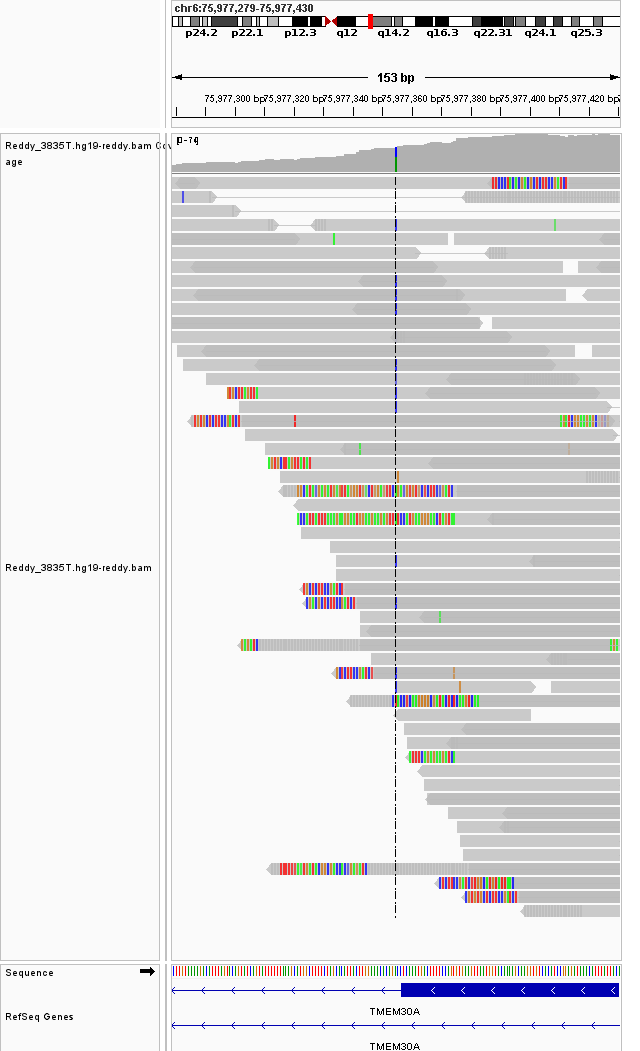 chr6:75,977,279-75,977,430
p24.2 p22.1 p12.3 q12 q14.2 q16.3 q22.31 q24.1 q25.3
153 bp
75,977,300 bp 75,977,320 bp 75,977,340 bp 75,977,360 bp 75,977,380 bp 75,977,400 bp 75,977,420 bp
Reddy_3835T.hg19-reddy.bam Cov
age
[0-74]
Reddy_3835T.hg19-reddy.bam
Sequence
TMEM30A
RefSeq Genes
TMEM30A